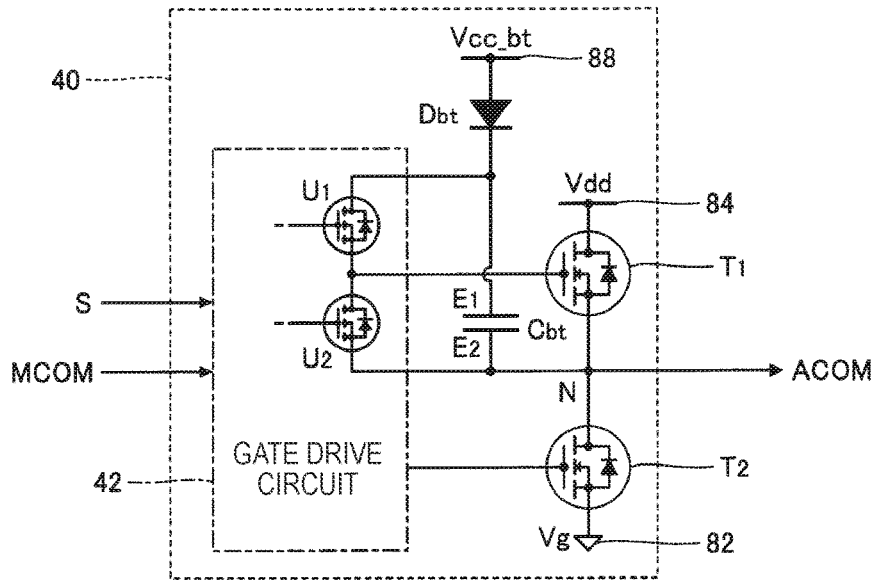 Vcc_bt
88
40
Dbt
U1
Vdd
84
T1
S
E1
Cbt
E2
U2
MCOM
ACOM
N
GATE DRIVE
CIRCUIT
42
T2
Vg
82